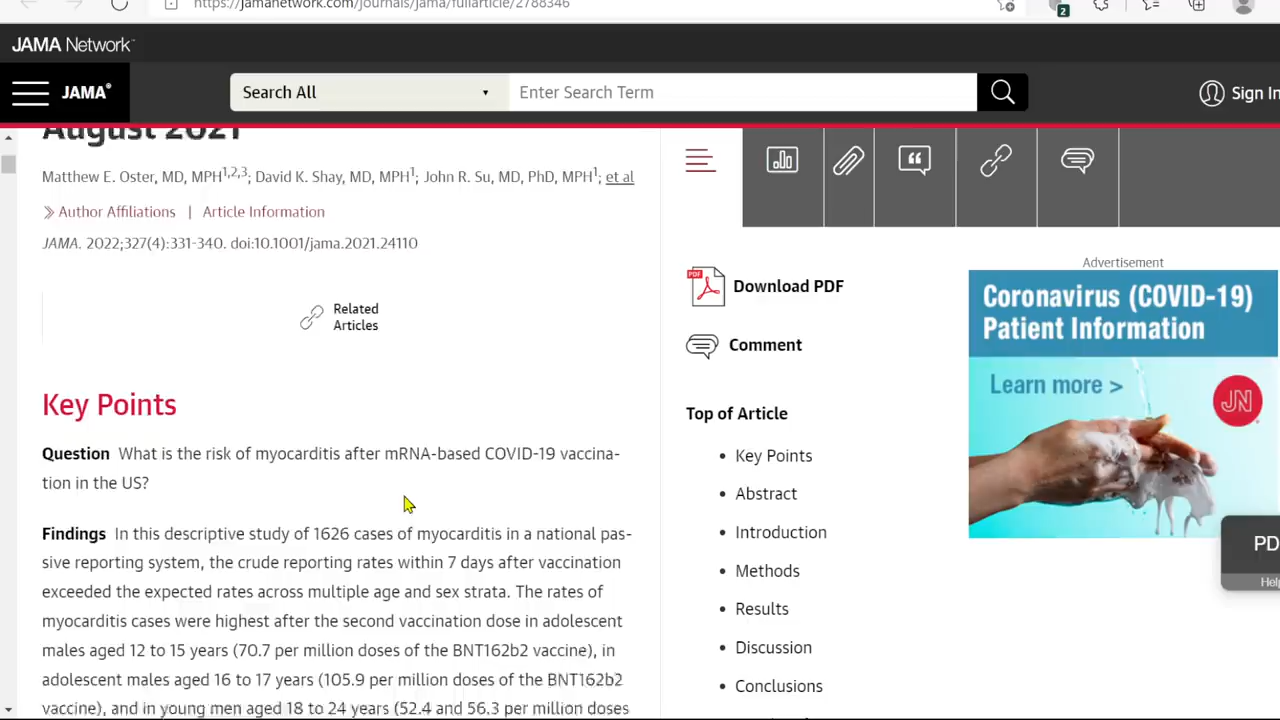 https://jamanetwork.com/journals/jama/fullarticle/2788346
2
JAMA Network™
JAMA®
Search All
Enter Search Term
Sign In
August 2021
Matthew E. Oster, MD, MPH1,2,3; David K. Shay, MD, MPH1; John R. Su, MD, PhD, MPH1; et al
Author Affiliations | Article Information
JAMA. 2022;327(4):331-340. doi:10.1001/jama.2021.24110
Related
Articles
Key Points
Question What is the risk of myocarditis after mRNA-based COVID-19 vaccina-
tion in the US?
Findings In this descriptive study of 1626 cases of myocarditis in a national pas-
sive reporting system, the crude reporting rates within 7 days after vaccination
exceeded the expected rates across multiple age and sex strata. The rates of
myocarditis cases were highest after the second vaccination dose in adolescent
males aged 12 to 15 years (70.7 per million doses of the BNT162b2 vaccine), in
adolescent males aged 16 to 17 years (105.9 per million doses of the BNT162b2
vaccine), and in young men aged 18 to 24 years (52.4 and 56.3 per million doses
PDF
Download PDF
Comment
Top of Article
Key Points
Abstract
Introduction
Methods
Results
Discussion
Conclusions
Advertisement
Coronavirus (COVID-19)
Patient Information
Learn more >
JN
PD
Help